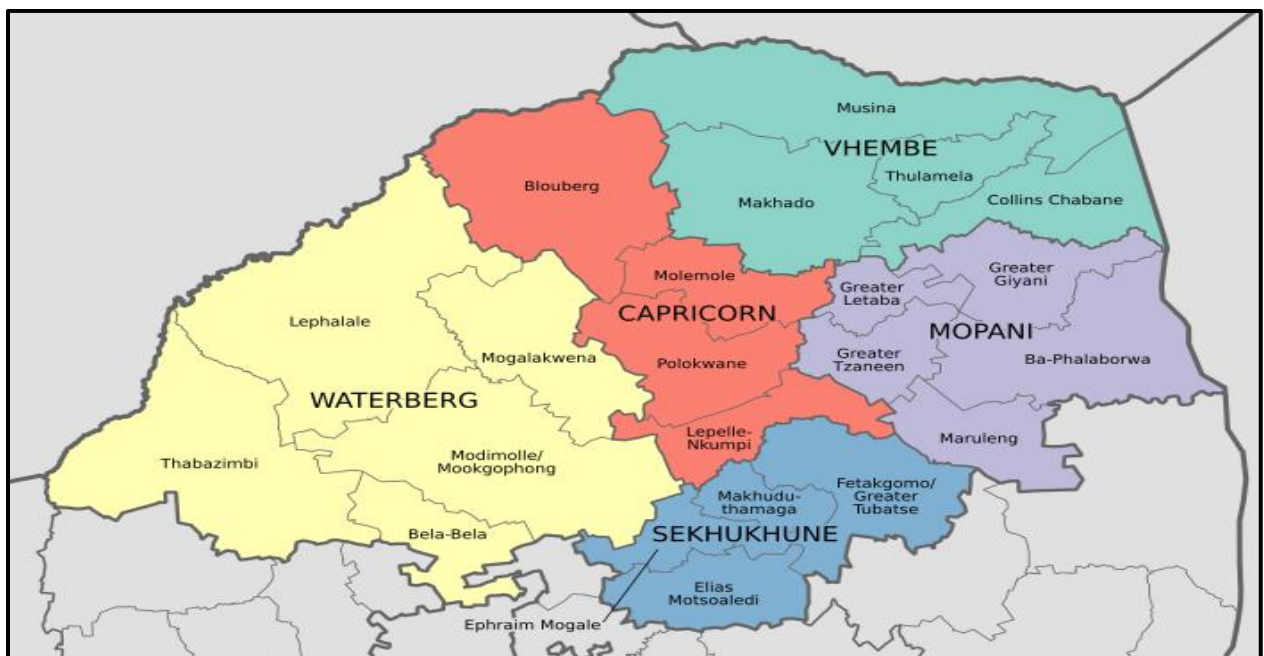 Musina
VHEMBE
Thulamela
Blouberg
Makhado
Collins Chabane
Molemole
Greater
Giyani
Greater
Letaba
CAPRICORN
Lephalale
MOPANI
Mogalakwena
Polokwane
Greater
Tzaneen
Ba-Phalaborwa
WATERBERG
Lepelle-
Nkumpi
Maruleng
Thabazimbi
Modimolle/
Mookgophong
Makhudu-
thamaga
Fetakgomo/
Greater
Tubatse
Bela-Bela
SEKHUKHUNE
Elias
Motsoaledi
Ephraim Mogale